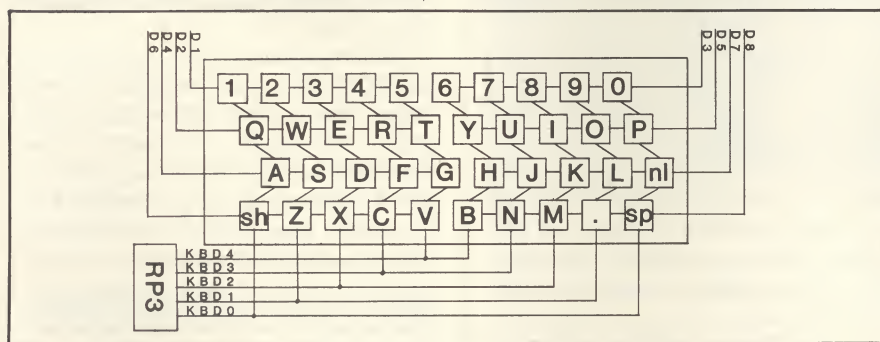 D6 D4 D2 D1
D3 D5 D7 D8
1 2 3 4 5 6 7 8 9 0
Q W E R T Y U I O P
A S D F G H J K L nl
sh Z X C V B N M . sp
RP3
KBD4
KBD3
KBD2
KBD1
KBD0